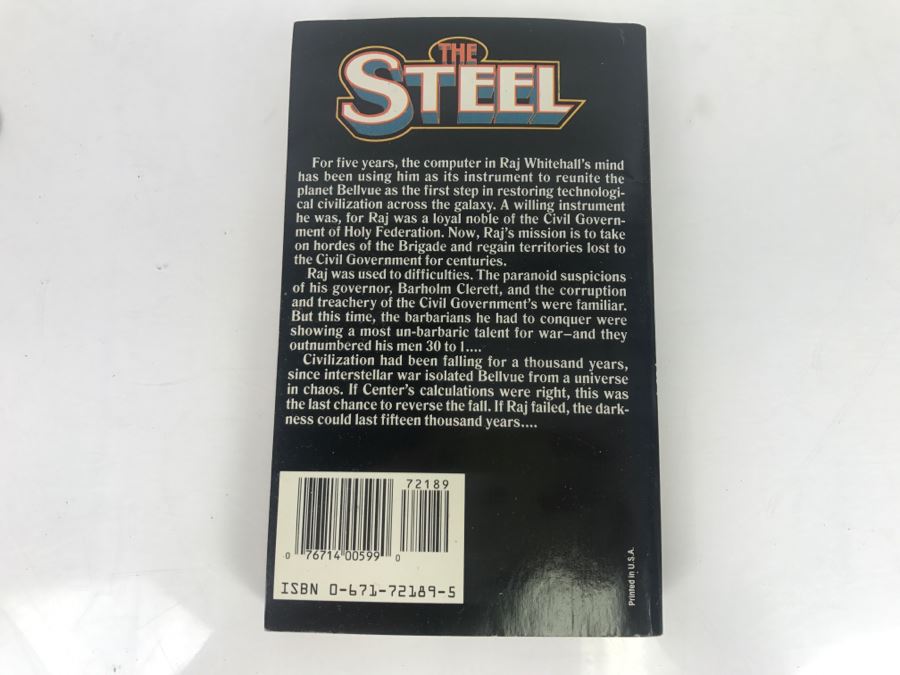 THE
STEEL
For five years, the computer in Raj Whitehall's mind
has been using him as its instrument to reunite the
planet Bellvue as the first step in restoring technologi-
cal civilization across the galaxy. A willing instrument
he was, for Raj was a loyal noble of the Civil Govern-
ment of Holy Federation. Now, Raj's mission is to take
on hordes of the Brigade and regain territories lost to
the Civil Government for centuries.
Raj was used to difficulties. The paranoid suspicions
of his governor, Barholm Clerett, and the corruption
and treachery of the Civil Government's were familiar.
But this time, the barbarians he had to conquer were
showing a most un-barbaric talent for war—and they
outnumbered his men 30 to 1....
Civilization had been falling for a thousand years,
since interstellar war isolated Bellvue from a universe
in chaos. If Center's calculations were right, this was
the last chance to reverse the fall. If Raj failed, the dark-
ness could last fifteen thousand years....
72189
0 76714 00599 0
ISBN 0-671-72189-5
Printed in U.S.A.